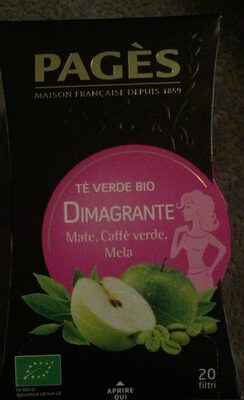 PAGÈS
MAISON FRANÇAISE DEPUIS 1859
TÈ VERDE BIO
DIMAGRANTE
Mate, Caffè verde,
Mela
20
filtri
APRIRE
QUI